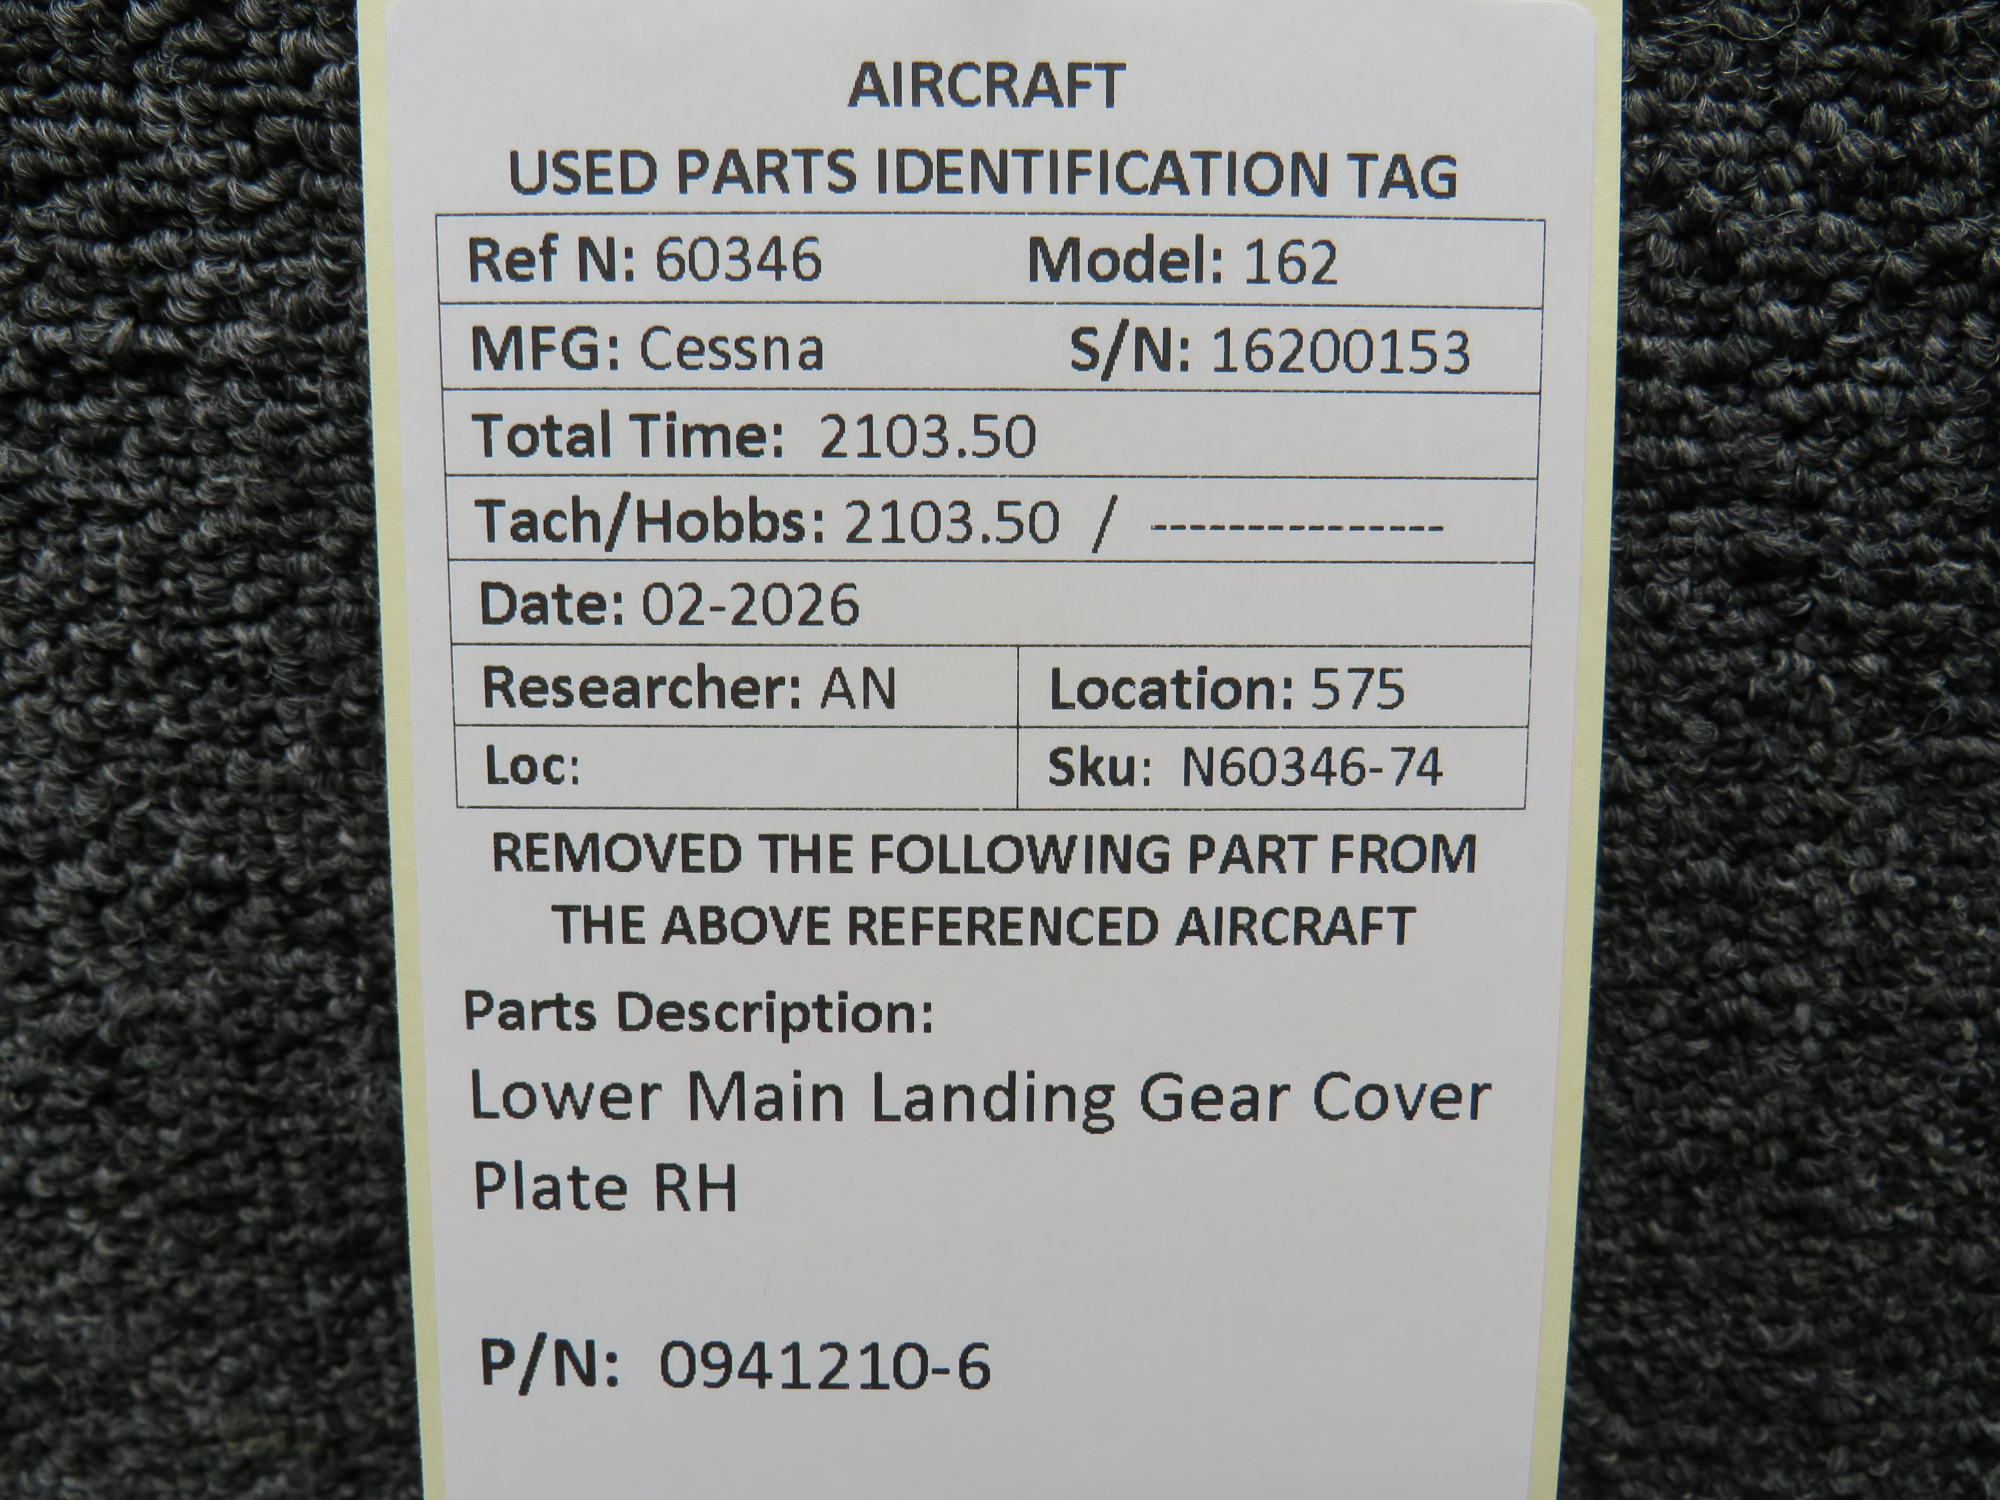 AIRCRAFT
USED PARTS IDENTIFICATION TAG
Ref N: 60346 Model: 162
MFG: Cessna S/N: 16200153
Total Time: 2103.50
Tach/Hobbs: 2103.50 / ---------------
Date: 02-2026
Researcher: AN Location: 575
Loc: Sku: N60346-74
REMOVED THE FOLLOWING PART FROM
THE ABOVE REFERENCED AIRCRAFT
Parts Description:
Lower Main Landing Gear Cover
Plate RH
P/N: 0941210-6